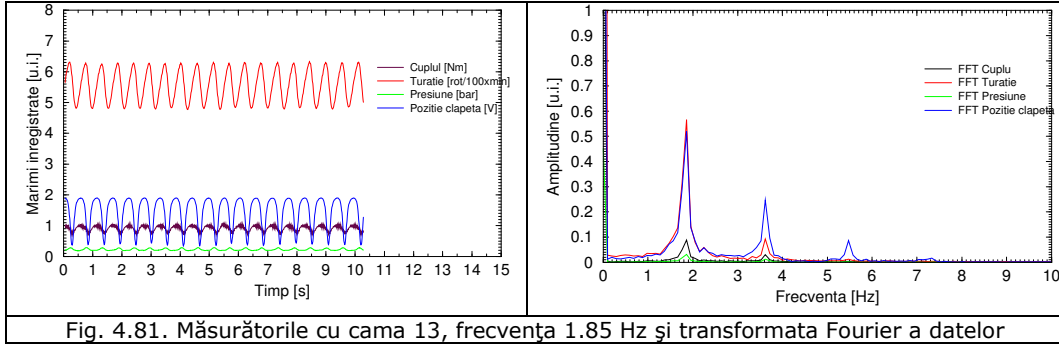 8
7
6
5
4
3
2
1
0
Marimi inregistrate [u.i.]
Cuplul [Nm]
Turatie [rot/100xmin]
Presiune [bar]
Pozitie clapeta [V]
0 1 2 3 4 5 6 7 8 9 10 11 12 13 14 15
Timp [s]
1
0.9
0.8
0.7
0.6
0.5
0.4
0.3
0.2
0.1
0
Amplitudine [u.i.]
FFT Cuplu
FFT Turatie
FFT Presiune
FFT Pozitie clapeta
0 1 2 3 4 5 6 7 8 9 10
Frecventa [Hz]
Fig. 4.81. Măsurătorile cu cama 13, frecvenţa 1.85 Hz şi transformata Fourier a datelor